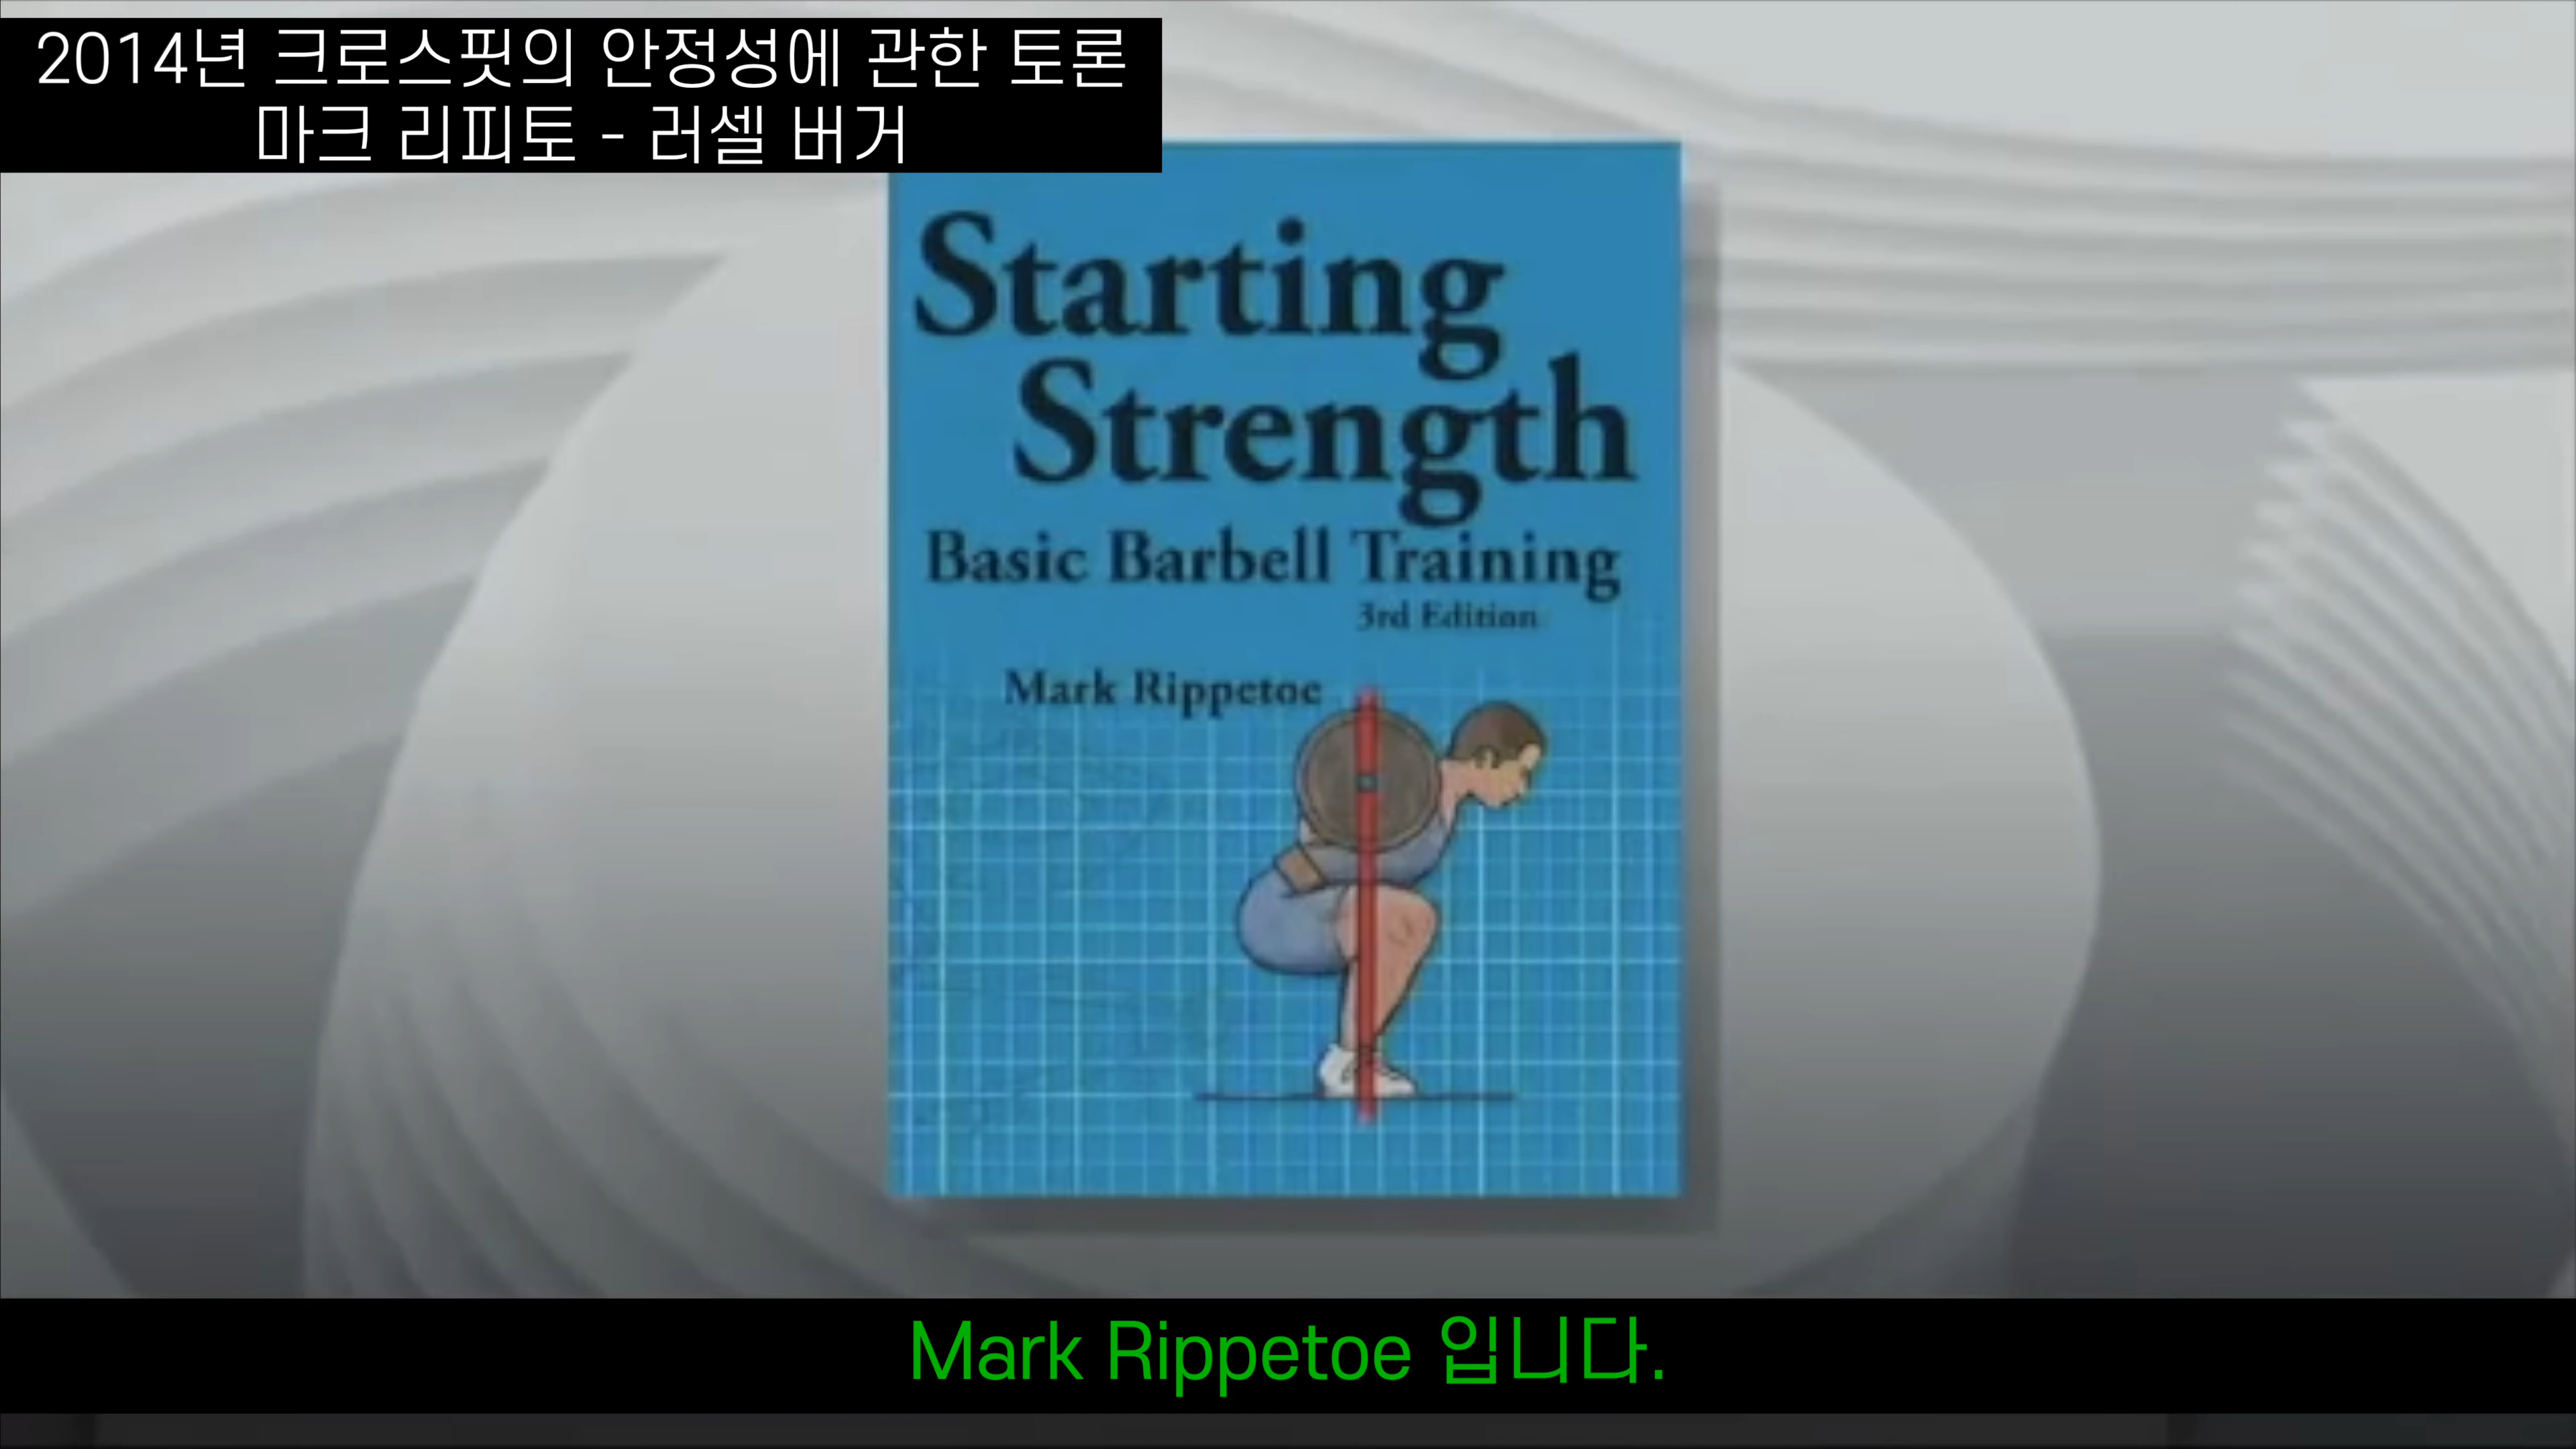 2014년 크로스핏의 안정성에 관한 토론
마크 리피토 - 러셀 버거
Starting
Strength
Basic Barbell Training
3rd Edition
Mark Rippetoe
Mark Rippetoe 입니다.